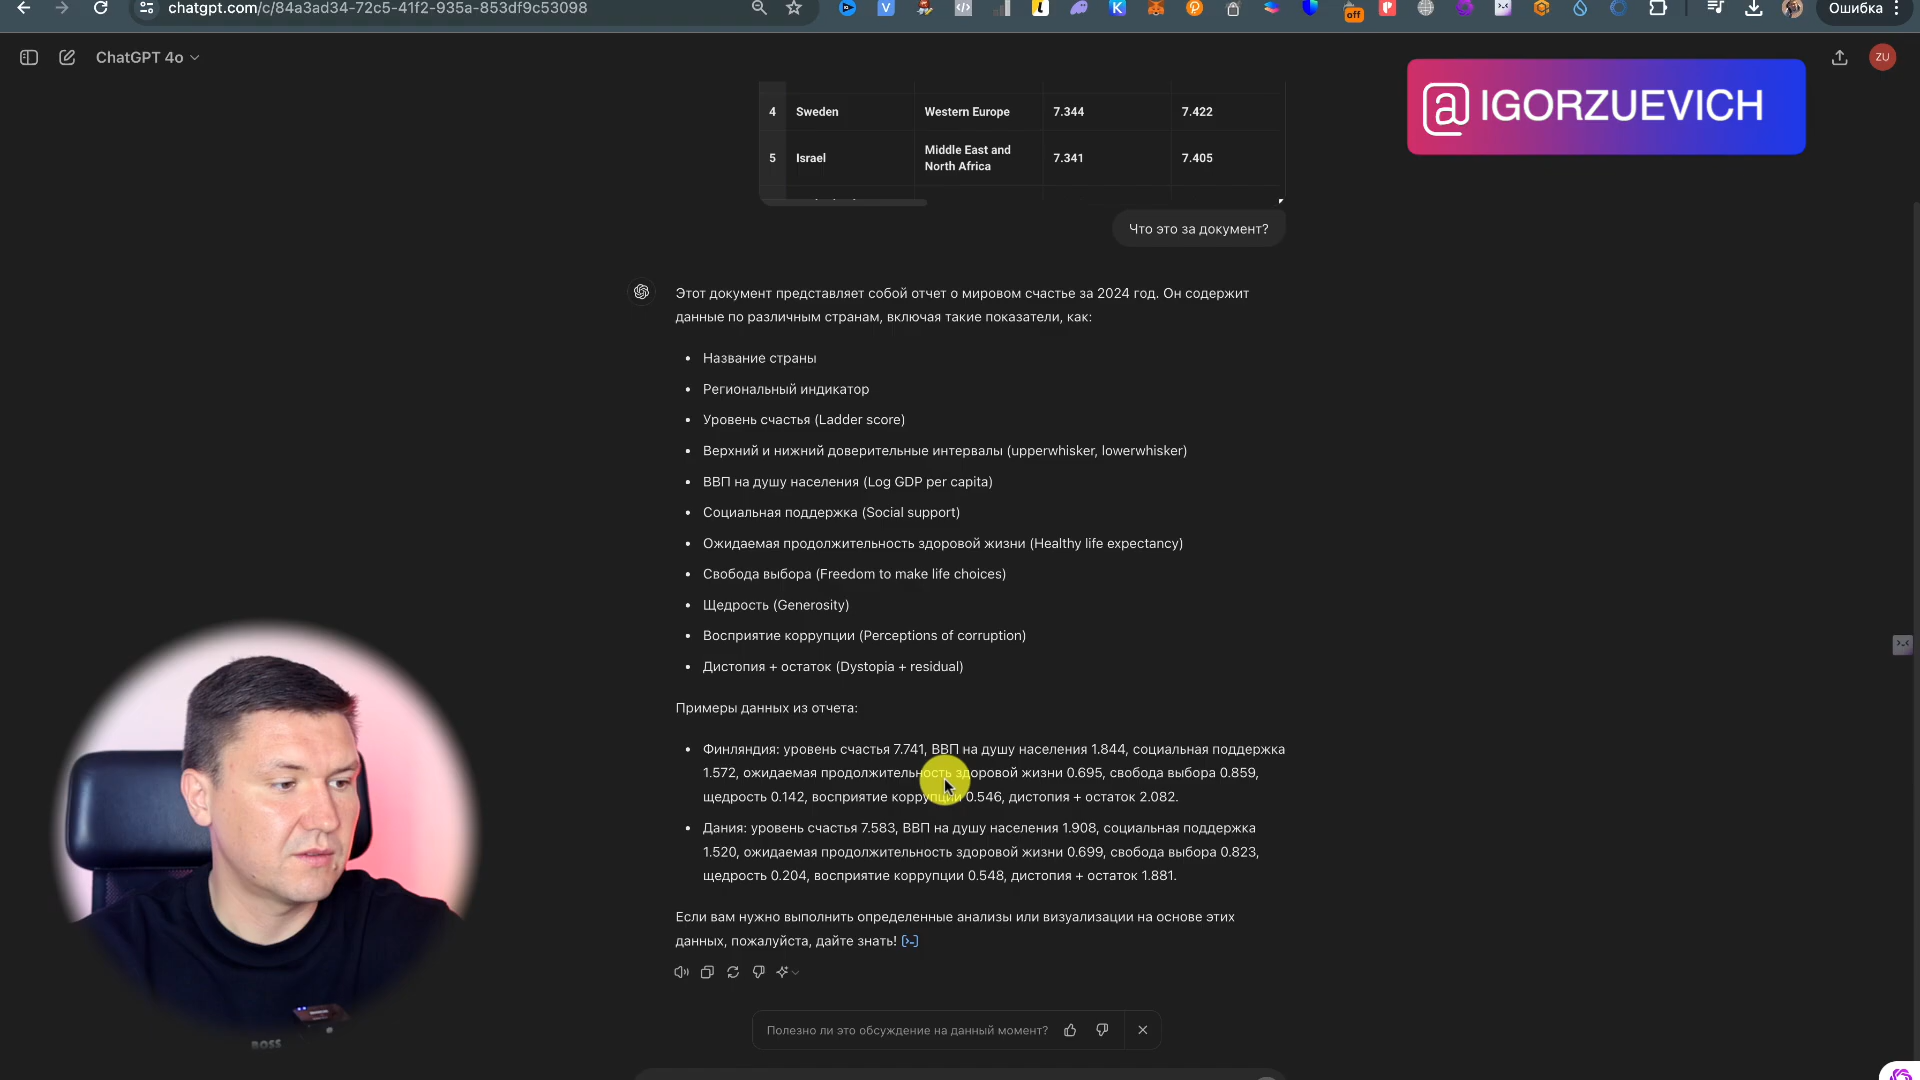 chatgpt.com/c/84a3ad34-72c5-41f2-935a-853df9c53098
off
Ошибка
ChatGPT 4o
ZU
@IGORZUEVICH
4 Sweden Western Europe 7.344 7.422
5 Israel Middle East and North Africa 7.341 7.405
Что это за документ?
Этот документ представляет собой отчет о мировом счастье за 2024 год. Он содержит
данные по различным странам, включая такие показатели, как:
• Название страны
• Региональный индикатор
• Уровень счастья (Ladder score)
• Верхний и нижний доверительные интервалы (upperwhisker, lowerwhisker)
• ВВП на душу населения (Log GDP per capita)
• Социальная поддержка (Social support)
• Ожидаемая продолжительность здоровой жизни (Healthy life expectancy)
• Свобода выбора (Freedom to make life choices)
• Щедрость (Generosity)
• Восприятие коррупции (Perceptions of corruption)
• Дистопия + остаток (Dystopia + residual)
Примеры данных из отчета:
• Финляндия: уровень счастья 7.741, ВВП на душу населения 1.844, социальная поддержка
1.572, ожидаемая продолжительность здоровой жизни 0.695, свобода выбора 0.859,
щедрость 0.142, восприятие коррупции 0.546, дистопия + остаток 2.082.
• Дания: уровень счастья 7.583, ВВП на душу населения 1.908, социальная поддержка
1.520, ожидаемая продолжительность здоровой жизни 0.699, свобода выбора 0.823,
щедрость 0.204, восприятие коррупции 0.548, дистопия + остаток 1.881.
Если вам нужно выполнить определенные анализы или визуализации на основе этих
данных, пожалуйста, дайте знать!
Полезно ли это обсуждение на данный момент?
BOSS